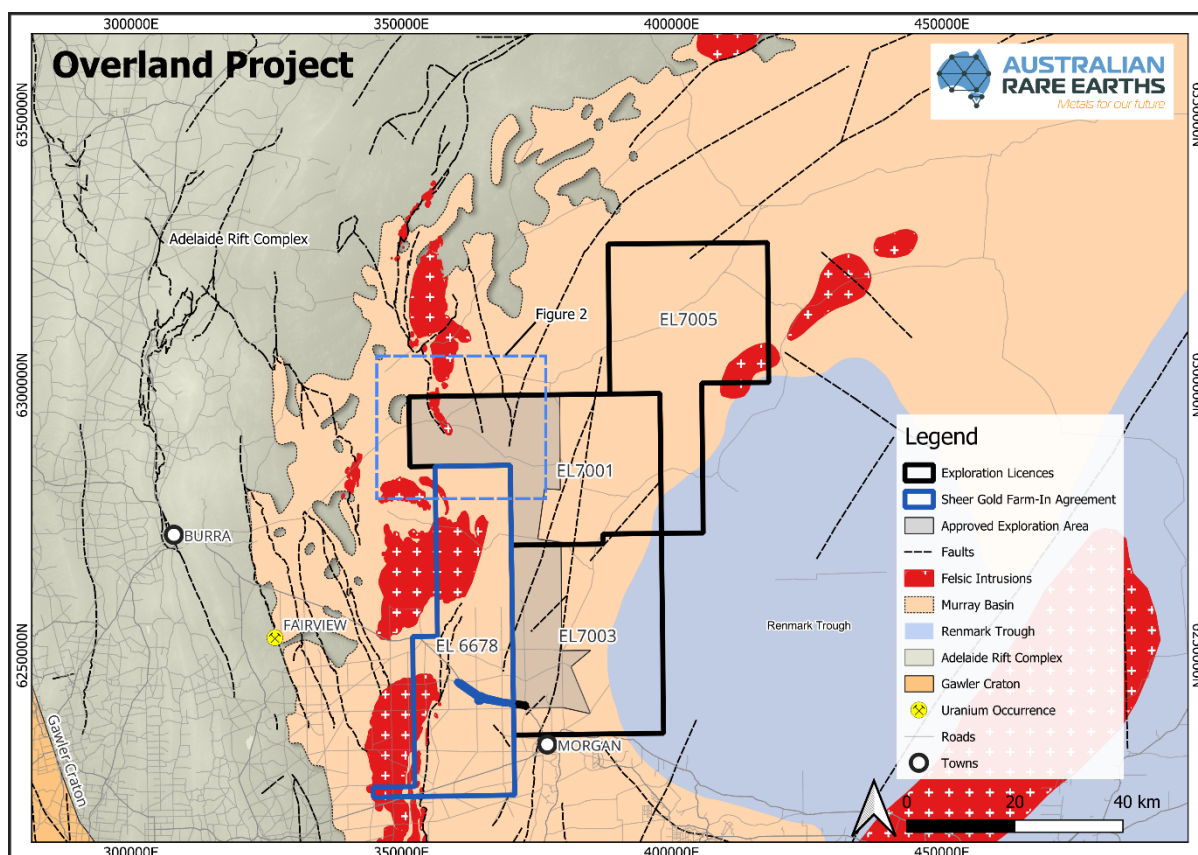 300000E
350000E
400000E
450000E
Overland Project
AUSTRALIAN
RARE EARTHS
Metals for our future
6350000N
6350000N
Adelaide Rift Complex
Figure 2
EL7005
6300000N
6300000N
EL7001
BURRA
FAIRVIEW
EL 6678
EL7003
Renmark Trough
6250000N
6250000N
MORGAN
Gawler Craton
Legend
Exploration Licences
Sheer Gold Farm-In Agreement
Approved Exploration Area
Faults
Felsic Intrusions
Murray Basin
Renmark Trough
Adelaide Rift Complex
Gawler Craton
Uranium Occurrence
Roads
Towns
0 20 40 km
300000E
350000E
400000E
450000E